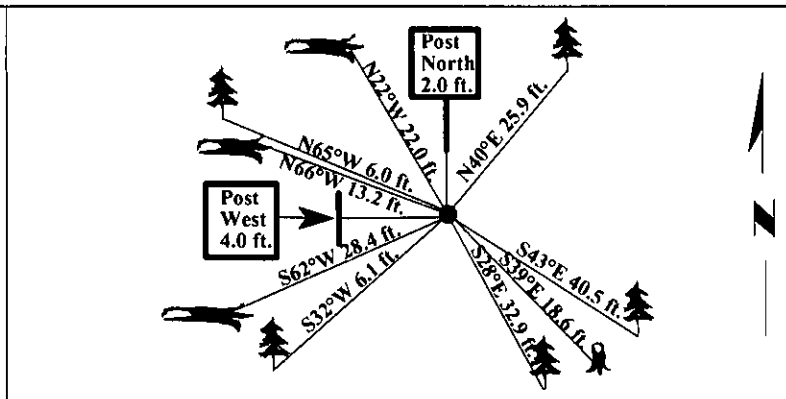 Post
North
2.0 ft.
N22°W 22.0 ft.
N40°E 25.9 ft.
N65°W 6.0 ft.
N66°W 13.2 ft.
Post
West
4.0 ft.
S62°W 28.4 ft.
S32°W 6.1 ft.
S43°E 40.5 ft.
S39°E 18.6 ft.
S28°E 32.9 ft.
N